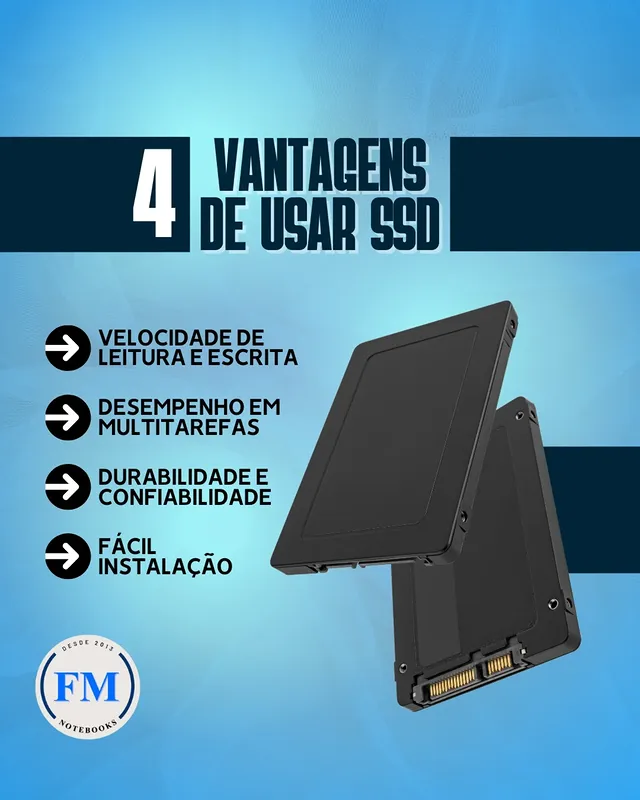 4
VANTAGENS
DE USAR SSD
VELOCIDADE DE
LEITURA E ESCRITA
DESEMPENHO EM
MULTITAREFAS
DURABILIDADE E
CONFIABILIDADE
FÁCIL
INSTALAÇÃO
DESDE 2013
FM
NOTEBOOKS